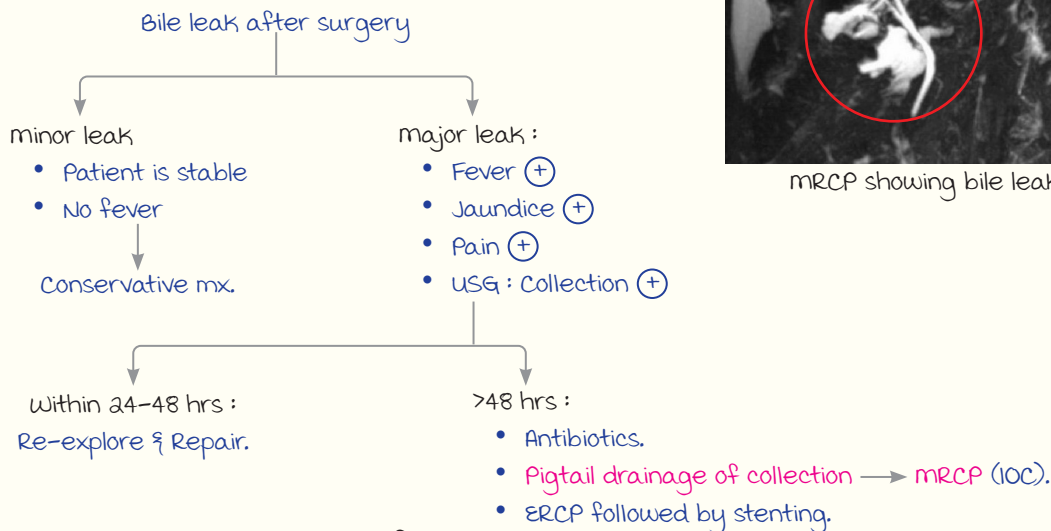 Bile leak after surgery
minor leak
• Patient is stable
• No fever
Conservative mx.
major leak :
• Fever (+)
• Jaundice (+)
• Pain (+)
• USG : Collection (+)
mRCP showing bile leak
Within 24-48 hrs :
Re-explore & Repair.
>48 hrs :
• Antibiotics.
• Pigtail drainage of collection → mRCP (IOC).
• ERCP followed by stenting.